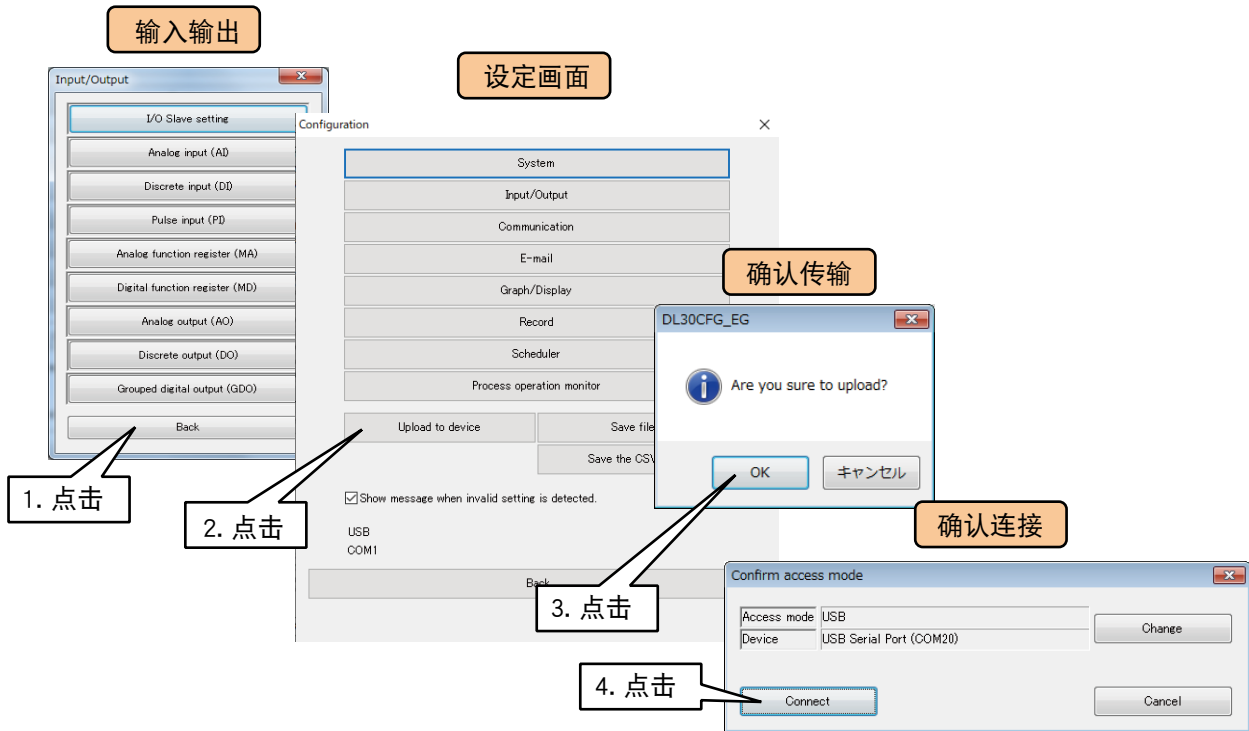 输入输出
Input/Output
I/O Slave setting
Analog input (AI)
Discrete input (DI)
Pulse input (PI)
Analog function register (MA)
Digital function register (MD)
Analog output (AO)
Discrete output (DO)
Grouped digital output (GDO)
Back
1. 点击
设定画面
Configuration
System
Input/Output
Communication
E-mail
Graph/Display
Record
Scheduler
Process operation monitor
Upload to device
Save file
Save the CSV
Show message when invalid setting is detected.
USB
COM1
Back
2. 点击
确认传输
DL30CFG_EG
Are you sure to upload?
OK
キャンセル
3. 点击
确认连接
Confirm access mode
Access mode USB
Device USB Serial Port (COM20)
Change
4. 点击
Connect
Cancel